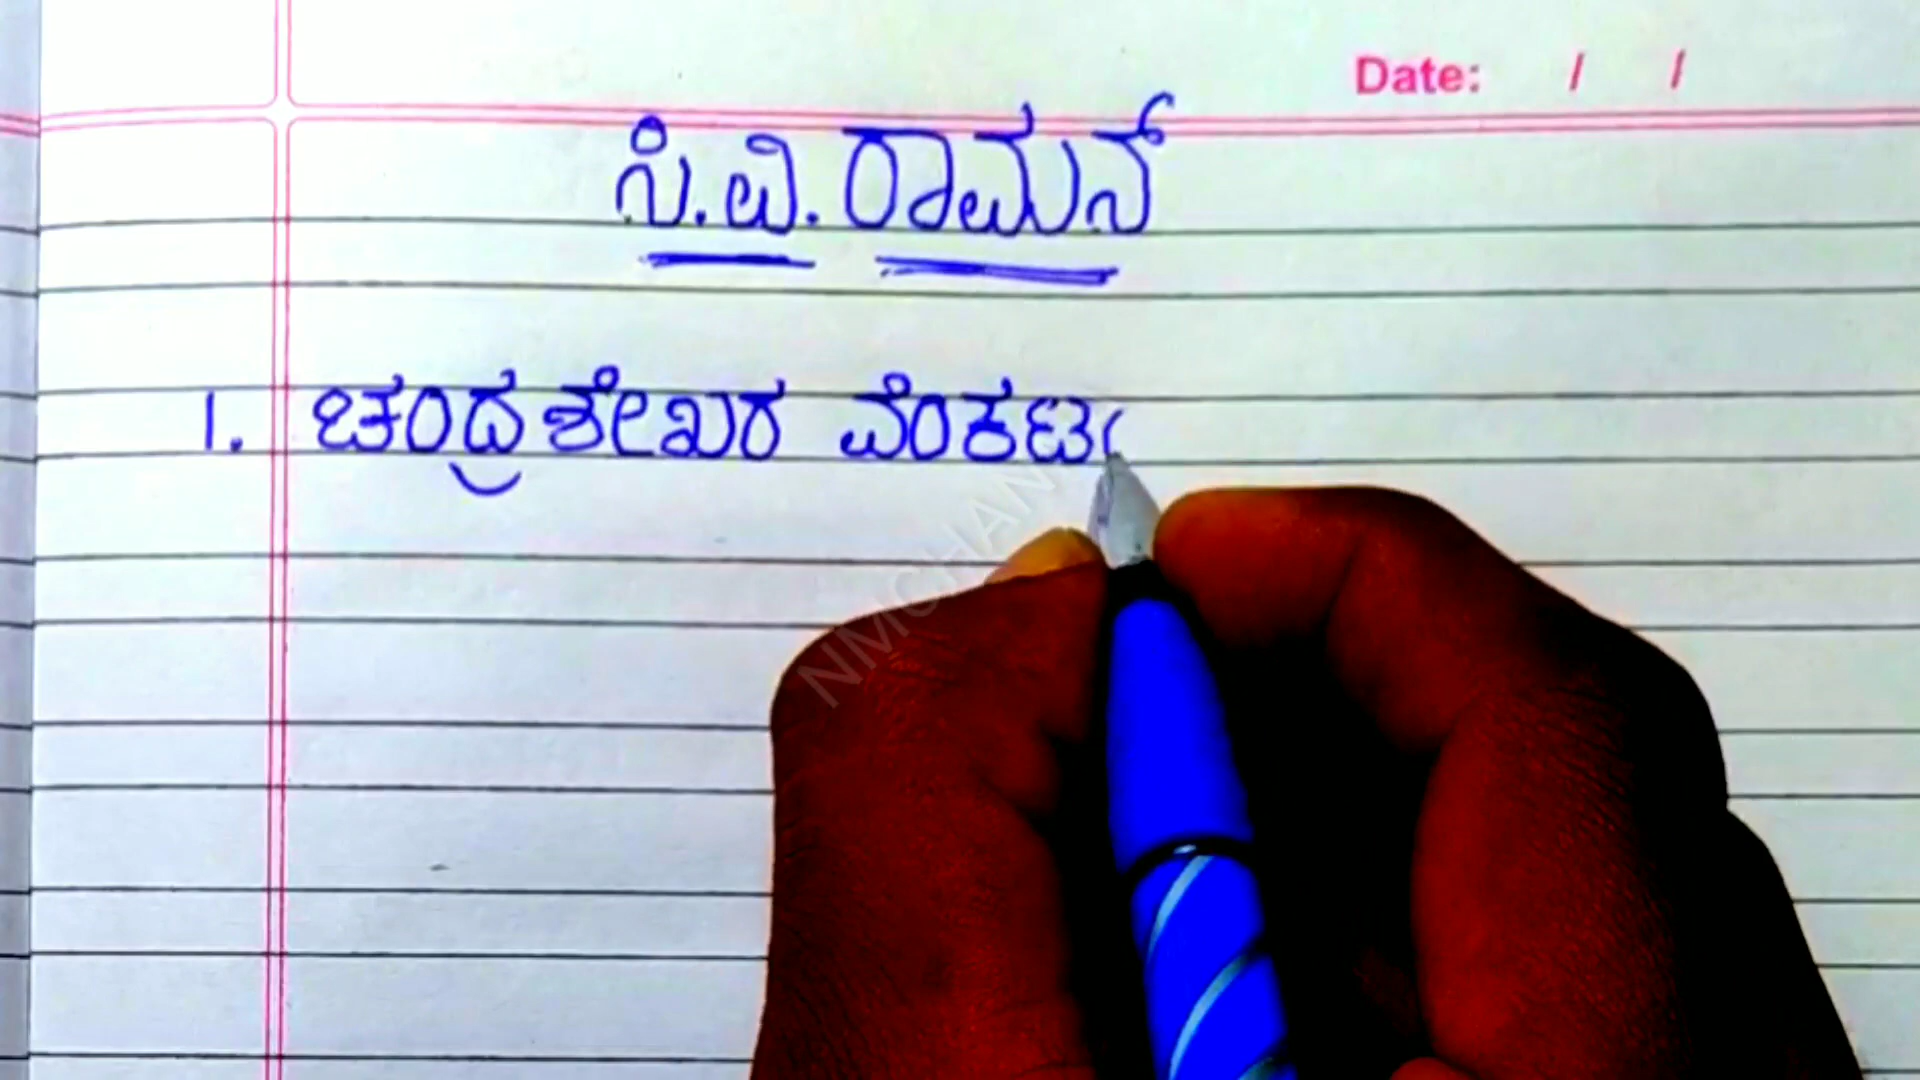 Date: / /
ಸಿ.ವಿ. ರಾಮನ್
1. ಚಂದ್ರಶೇಖರ ವೆಂಕಟ